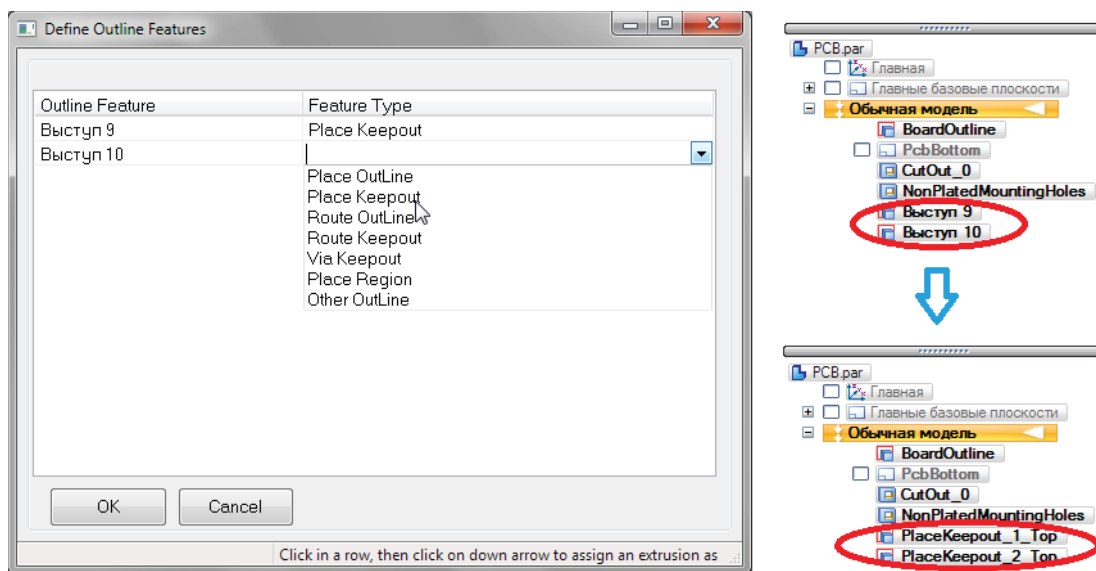 Define Outline Features
Outline Feature Feature Type
Выступ 9 Place Keepout
Выступ 10
Place OutLine
Place Keepout
Route OutLine
Route Keepout
Via Keepout
Place Region
Other OutLine
OK Cancel
Click in a row, then click on down arrow to assign an extrusion as
PCB.par
Главная
Главные базовые плоскости
Обычная модель
BoardOutline
PcbBottom
CutOut_0
NonPlatedMountingHoles
Выступ 9
Выступ 10
PCB.par
Главная
Главные базовые плоскости
Обычная модель
BoardOutline
PcbBottom
CutOut_0
NonPlatedMountingHoles
PlaceKeepout_1_Top
PlaceKeepout_2_Top